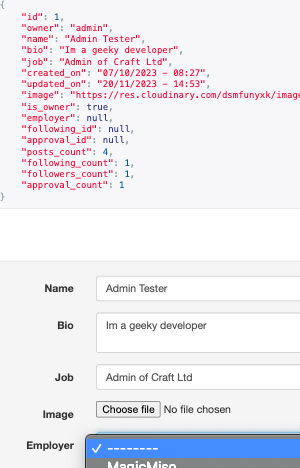 {
"id": 1,
"owner": "admin",
"name": "Admin Tester",
"bio": "Im a geeky developer",
"job": "Admin of Craft Ltd",
"created_on": "07/10/2023 – 08:27",
"updated_on": "20/11/2023 – 14:53",
"image": "https://res.cloudinary.com/dsmfunyxk/image
"is_owner": true,
"employer": null,
"following_id": null,
"approval_id": null,
"posts_count": 4,
"following_count": 1,
"followers_count": 1,
"approval_count": 1
}
Name Admin Tester
Bio Im a geeky developer
Job Admin of Craft Ltd
Image Choose file No file chosen
Employer ✓ --------